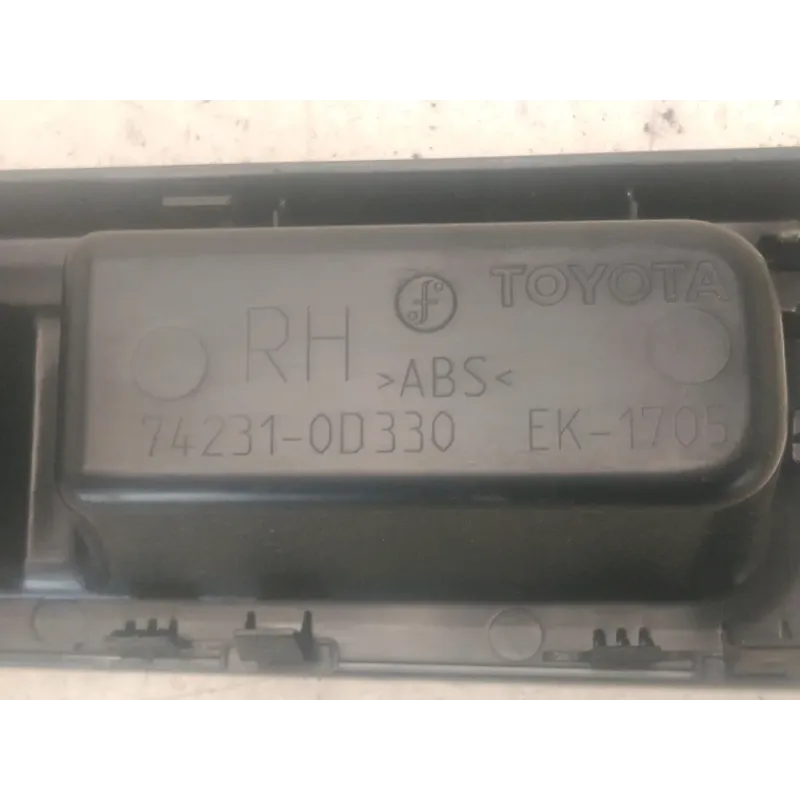 TOYOTA
RH >ABS<
74231-0D330 EK-1705